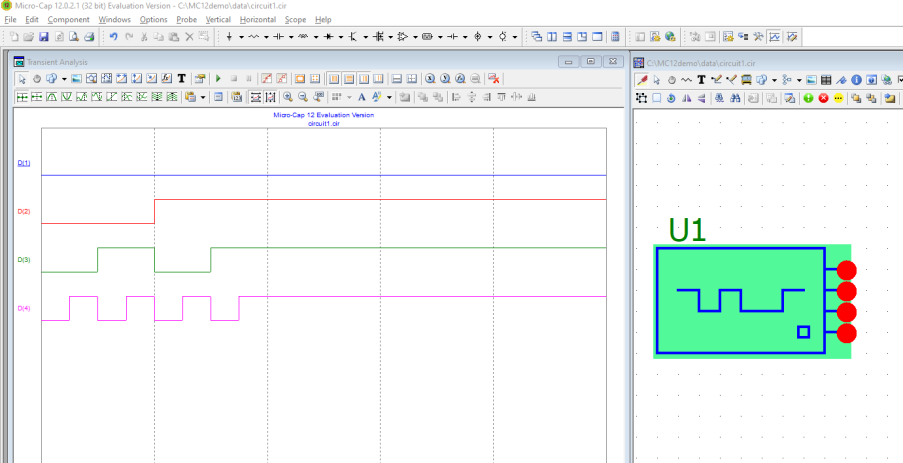 Micro-Cap 12.0.2.1 (32 bit) Evaluation Version - C:\MC12demo\data\circuit1.cir
File Edit Component Windows Options Probe Vertical Horizontal Scope Help
Transient Analysis
C:\MC12demo\data\circuit1.cir
Micro-Cap 12 Evaluation Version
circuit1.cir
D(1)
D(2)
D(3)
D(4)
U1